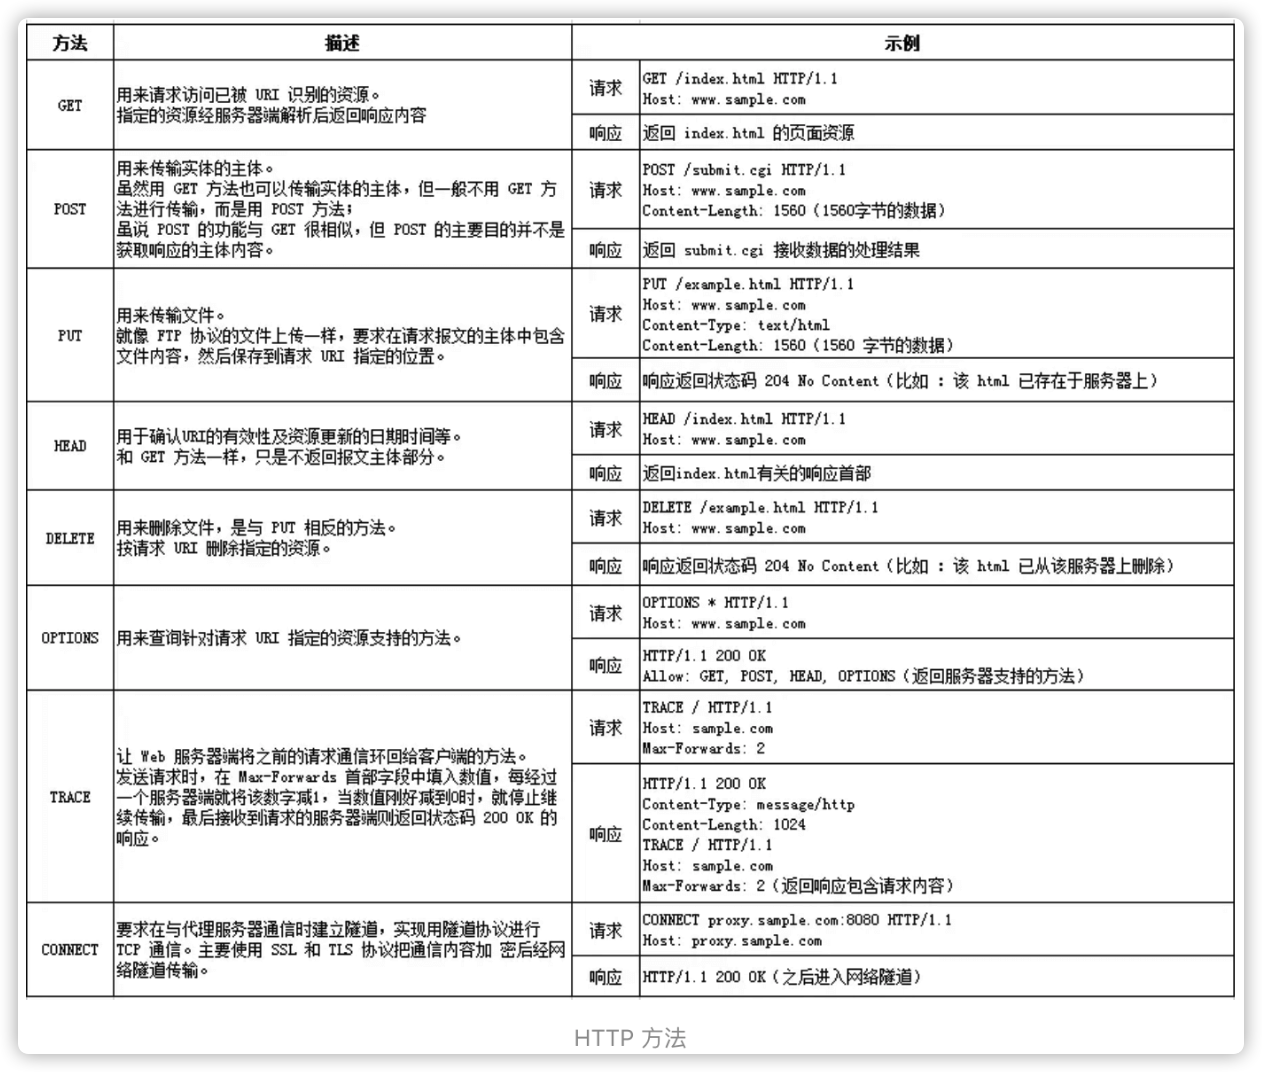 方法 描述 示例
GET
用来请求访问已被 URI 识别的资源。
指定的资源经服务器端解析后返回响应内容
请求
GET /index.html HTTP/1.1
Host: www.sample.com
响应
返回 index.html 的页面资源
POST
用来传输实体的主体。
虽然用 GET 方法也可以传输实体的主体，但一般不用 GET 方
法进行传输，而是用 POST 方法；
虽说 POST 的功能与 GET 很相似，但 POST 的主要目的并不是
获取响应的主体内容。
请求
POST /submit.cgi HTTP/1.1
Host: www.sample.com
Content-Length: 1560（1560字节的数据）
响应
返回 submit.cgi 接收数据的处理结果
PUT
用来传输文件。
就像 FTP 协议的文件上传一样，要求在请求报文的主体中包含
文件内容，然后保存到请求 URI 指定的位置。
请求
PUT /example.html HTTP/1.1
Host: www.sample.com
Content-Type: text/html
Content-Length: 1560（1560 字节的数据）
响应
响应返回状态码 204 No Content（比如 : 该 html 已存在于服务器上）
HEAD
用于确认URI的有效性及资源更新的日期时间等。
和 GET 方法一样，只是不返回报文主体部分。
请求
HEAD /index.html HTTP/1.1
Host: www.sample.com
响应
返回index.html有关的响应首部
DELETE
用来删除文件，是与 PUT 相反的方法。
按请求 URI 删除指定的资源。
请求
DELETE /example.html HTTP/1.1
Host: www.sample.com
响应
响应返回状态码 204 No Content（比如 : 该 html 已从该服务器上删除）
OPTIONS
用来查询针对请求 URI 指定的资源支持的方法。
请求
OPTIONS * HTTP/1.1
Host: www.sample.com
响应
HTTP/1.1 200 OK
Allow: GET, POST, HEAD, OPTIONS（返回服务器支持的方法）
TRACE
让 Web 服务器端将之前的请求通信环回给客户端的方法。
发送请求时，在 Max-Forwards 首部字段中填入数值，每经过
一个服务器端就将该数字减1，当数值刚好减到0时，就停止继
续传输，最后接收到请求的服务器端则返回状态码 200 OK 的
响应。
请求
TRACE / HTTP/1.1
Host: sample.com
Max-Forwards: 2
响应
HTTP/1.1 200 OK
Content-Type: message/http
Content-Length: 1024
TRACE / HTTP/1.1
Host: sample.com
Max-Forwards: 2（返回响应包含请求内容）
CONNECT
要求在与代理服务器通信时建立隧道，实现用隧道协议进行
TCP 通信。主要使用 SSL 和 TLS 协议把通信内容加 密后经网
络隧道传输。
请求
CONNECT proxy.sample.com:8080 HTTP/1.1
Host: proxy.sample.com
响应
HTTP/1.1 200 OK（之后进入网络隧道）
HTTP 方法